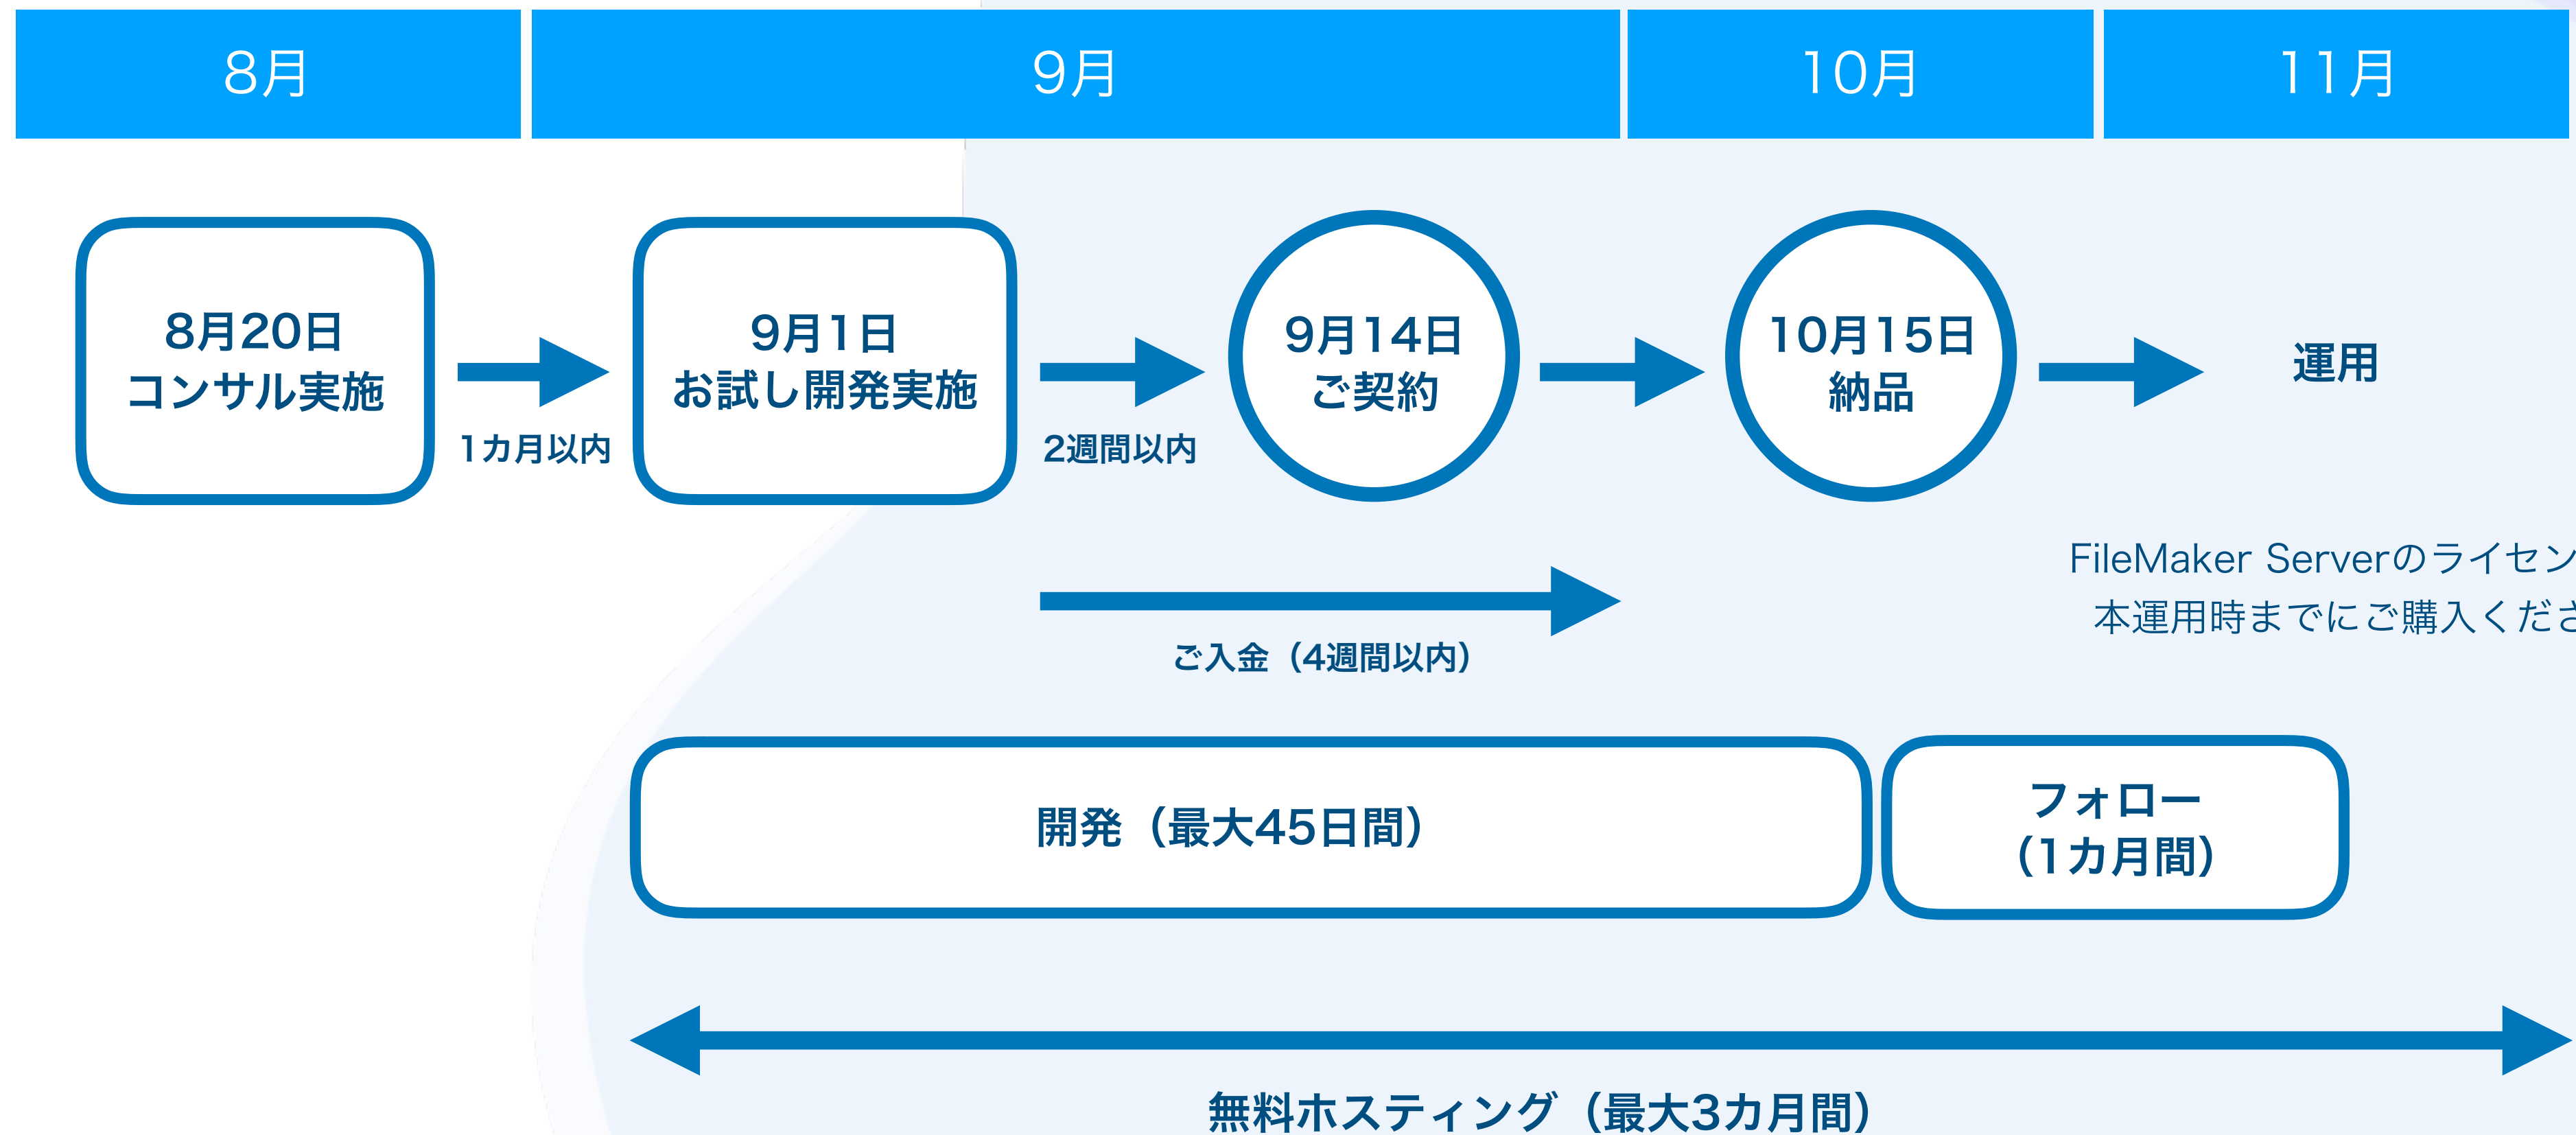 8月
9月
10月
11月
8月20日
コンサル実施
1カ月以内
9月1日
お試し開発実施
2週間以内
9月14日
ご契約
10月15日
納品
運用
FileMaker Serverのライセン
本運用時までにご購入くださ
ご入金（4週間以内）
開発（最大45日間）
フォロー
（1カ月間）
無料ホスティング（最大3カ月間）